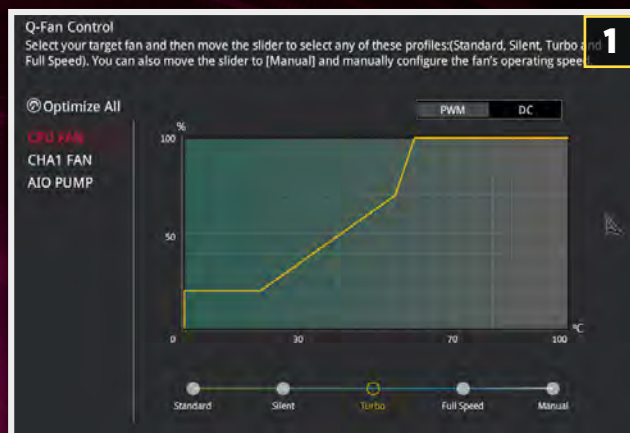 Q-Fan Control
Select your target fan and then move the slider to select any of these profiles:(Standard, Silent, Turbo and
Full Speed). You can also move the slider to [Manual] and manually configure the fan's operating speed.
1
Optimize All
PWM DC
CPU FAN
CHA1 FAN
AIO PUMP
%
100
50
0 30 70 100
°C
Standard Silent Turbo Full Speed Manual